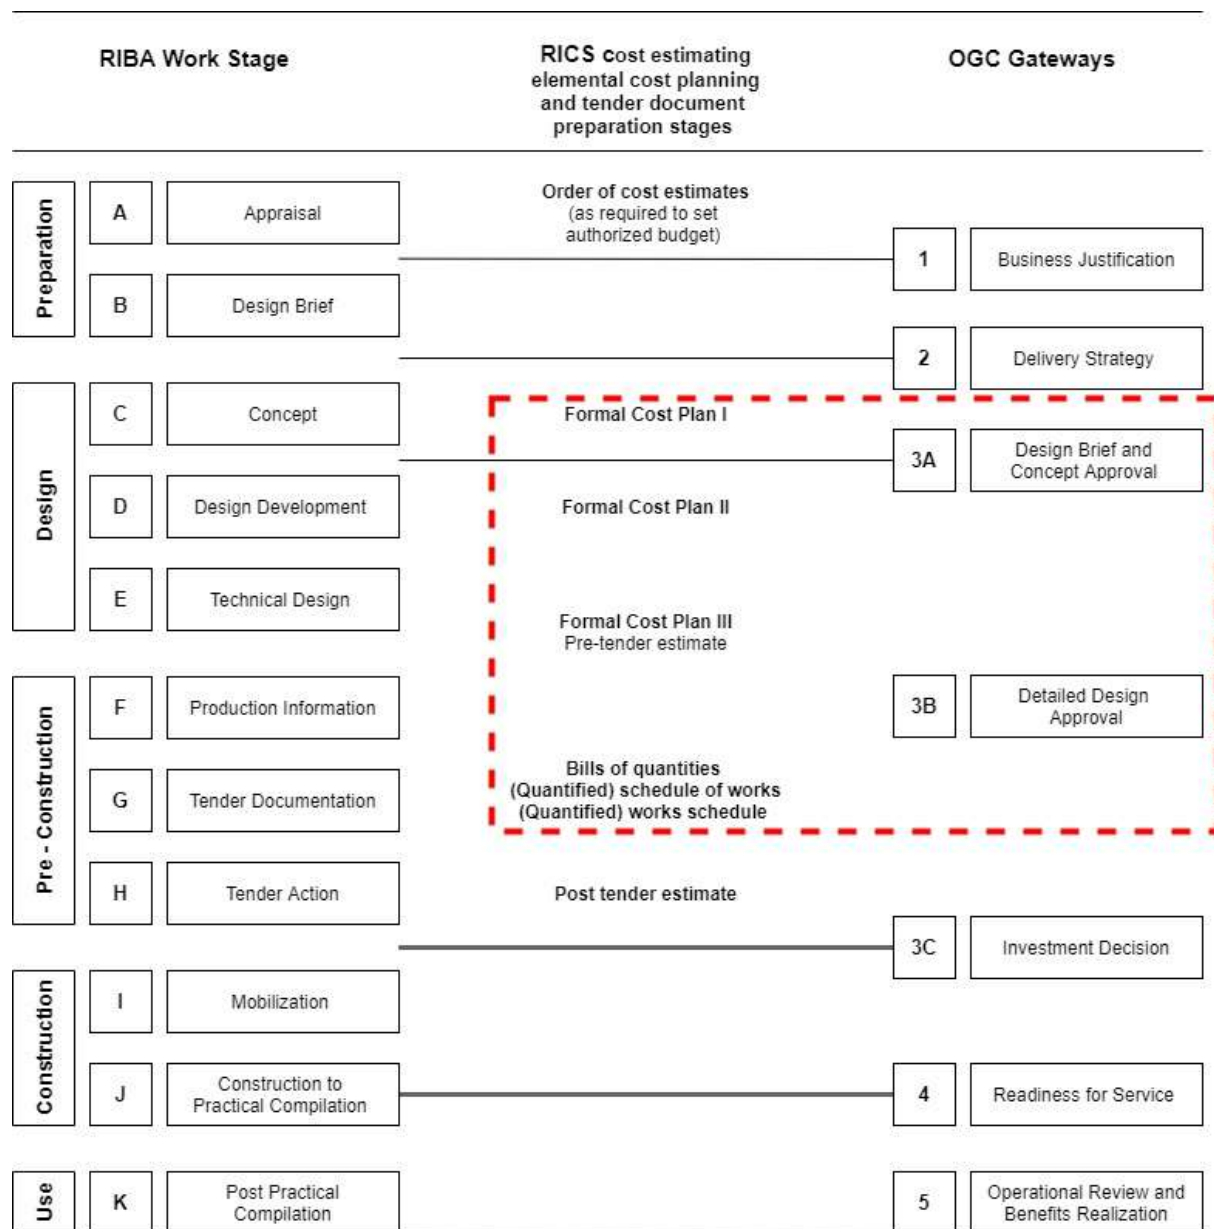 RIBA Work Stage
RICS cost estimating
elemental cost planning
and tender document
preparation stages
OGC Gateways
Preparation
A
Appraisal
Order of cost estimates
(as required to set
authorized budget)
1
Business Justification
B
Design Brief
2
Delivery Strategy
Design
C
Concept
Formal Cost Plan I
3A
Design Brief and
Concept Approval
D
Design Development
Formal Cost Plan II
E
Technical Design
Formal Cost Plan III
Pre-tender estimate
Pre - Construction
F
Production Information
3B
Detailed Design
Approval
G
Tender Documentation
Bills of quantities
(Quantified) schedule of works
(Quantified) works schedule
H
Tender Action
Post tender estimate
3C
Investment Decision
Construction
I
Mobilization
J
Construction to
Practical Compilation
4
Readiness for Service
Use
K
Post Practical
Compilation
5
Operational Review and
Benefits Realization